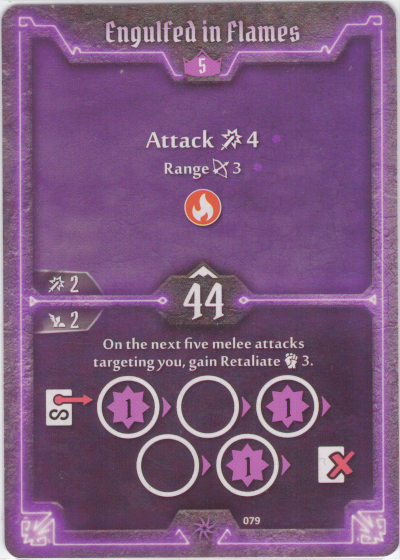 Engulfed in Flames
5
Attack 4
Range 3
2
44
2
On the next five melee attacks
targeting you, gain Retaliate 3.
1 1
1
079